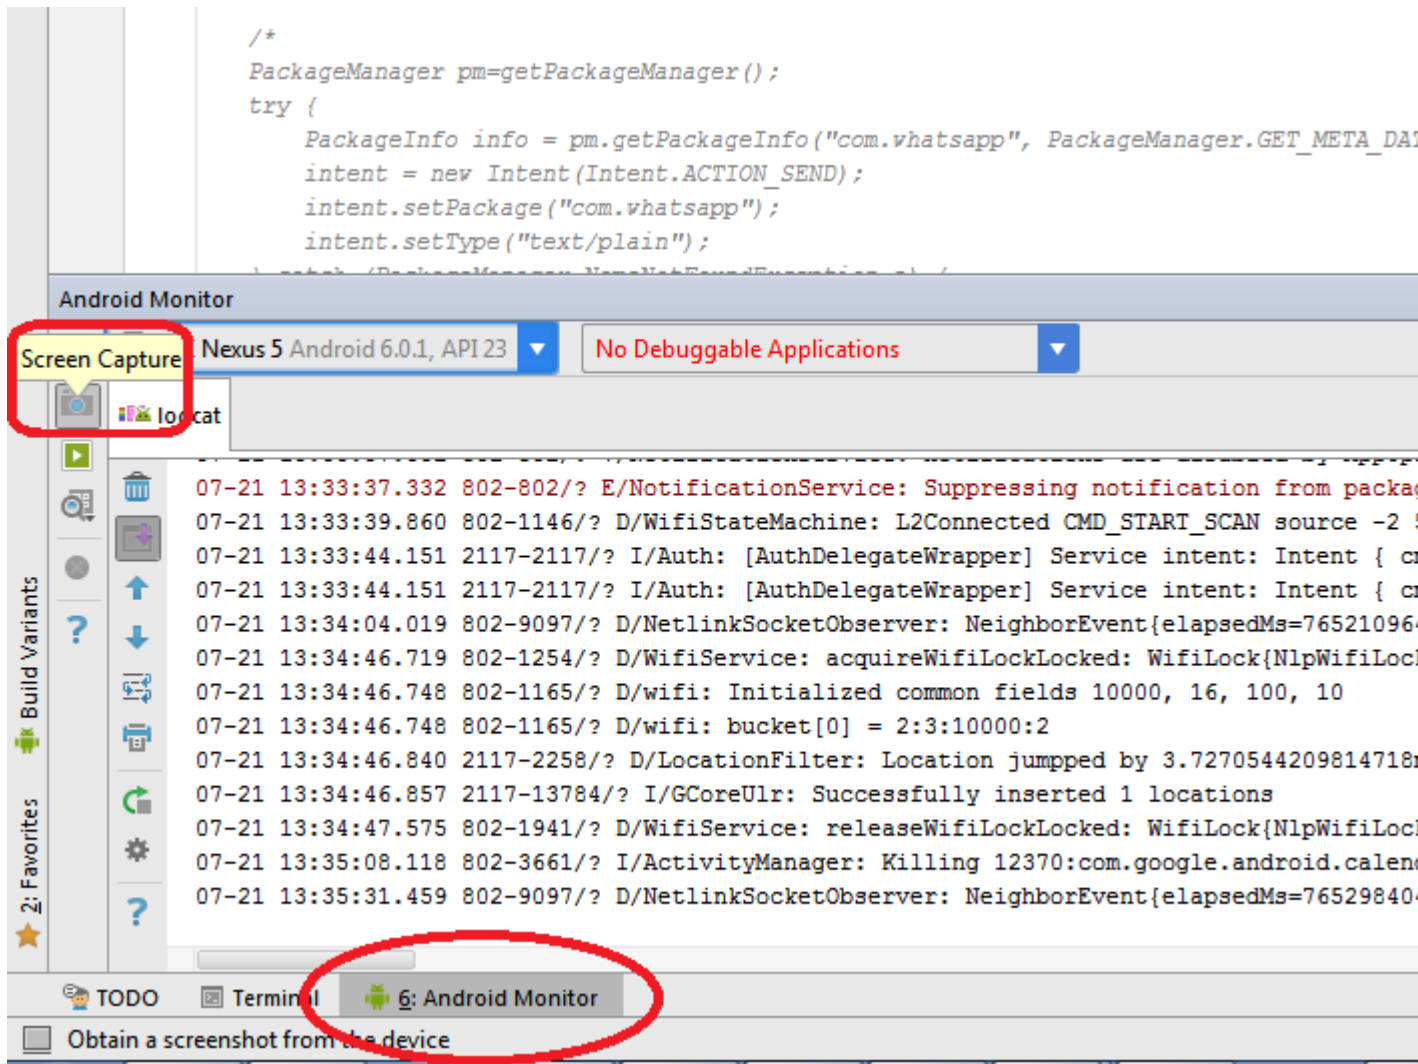 /*
PackageManager pm=getPackageManager();
try {
PackageInfo info = pm.getPackageInfo("com.whatsapp", PackageManager.GET_META_DAT
intent = new Intent(Intent.ACTION_SEND);
intent.setPackage("com.whatsapp");
intent.setType("text/plain");
Android Monitor
Screen Capture
Nexus 5 Android 6.0.1, API 23
No Debuggable Applications
logcat
07-21 13:33:37.332 802-802/? E/NotificationService: Suppressing notification from packag
07-21 13:33:39.860 802-1146/? D/WifiStateMachine: L2Connected CMD_START_SCAN source -2
07-21 13:33:44.151 2117-2117/? I/Auth: [AuthDelegateWrapper] Service intent: Intent {
07-21 13:33:44.151 2117-2117/? I/Auth: [AuthDelegateWrapper] Service intent: Intent {
07-21 13:34:04.019 802-9097/? D/NetlinkSocketObserver: NeighborEvent{elapsedMs=76521096
07-21 13:34:46.719 802-1254/? D/WifiService: acquireWifiLockLocked: WifiLock{NlpWifiLock
07-21 13:34:46.748 802-1165/? D/wifi: Initialized common fields 10000, 16, 100, 10
07-21 13:34:46.748 802-1165/? D/wifi: bucket[0] = 2:3:10000:2
07-21 13:34:46.840 2117-2258/? D/LocationFilter: Location jumpped by 3.7270544209814718
07-21 13:34:46.857 2117-13784/? I/GCoreUlr: Successfully inserted 1 locations
07-21 13:34:47.575 802-1941/? D/WifiService: releaseWifiLockLocked: WifiLock{NlpWifiLock
07-21 13:35:08.118 802-3661/? I/ActivityManager: Killing 12370:com.google.android.calen
07-21 13:35:31.459 802-9097/? D/NetlinkSocketObserver: NeighborEvent{elapsedMs=76529840
Build Variants
2: Favorites
TODO
Terminal
6: Android Monitor
Obtain a screenshot from the device